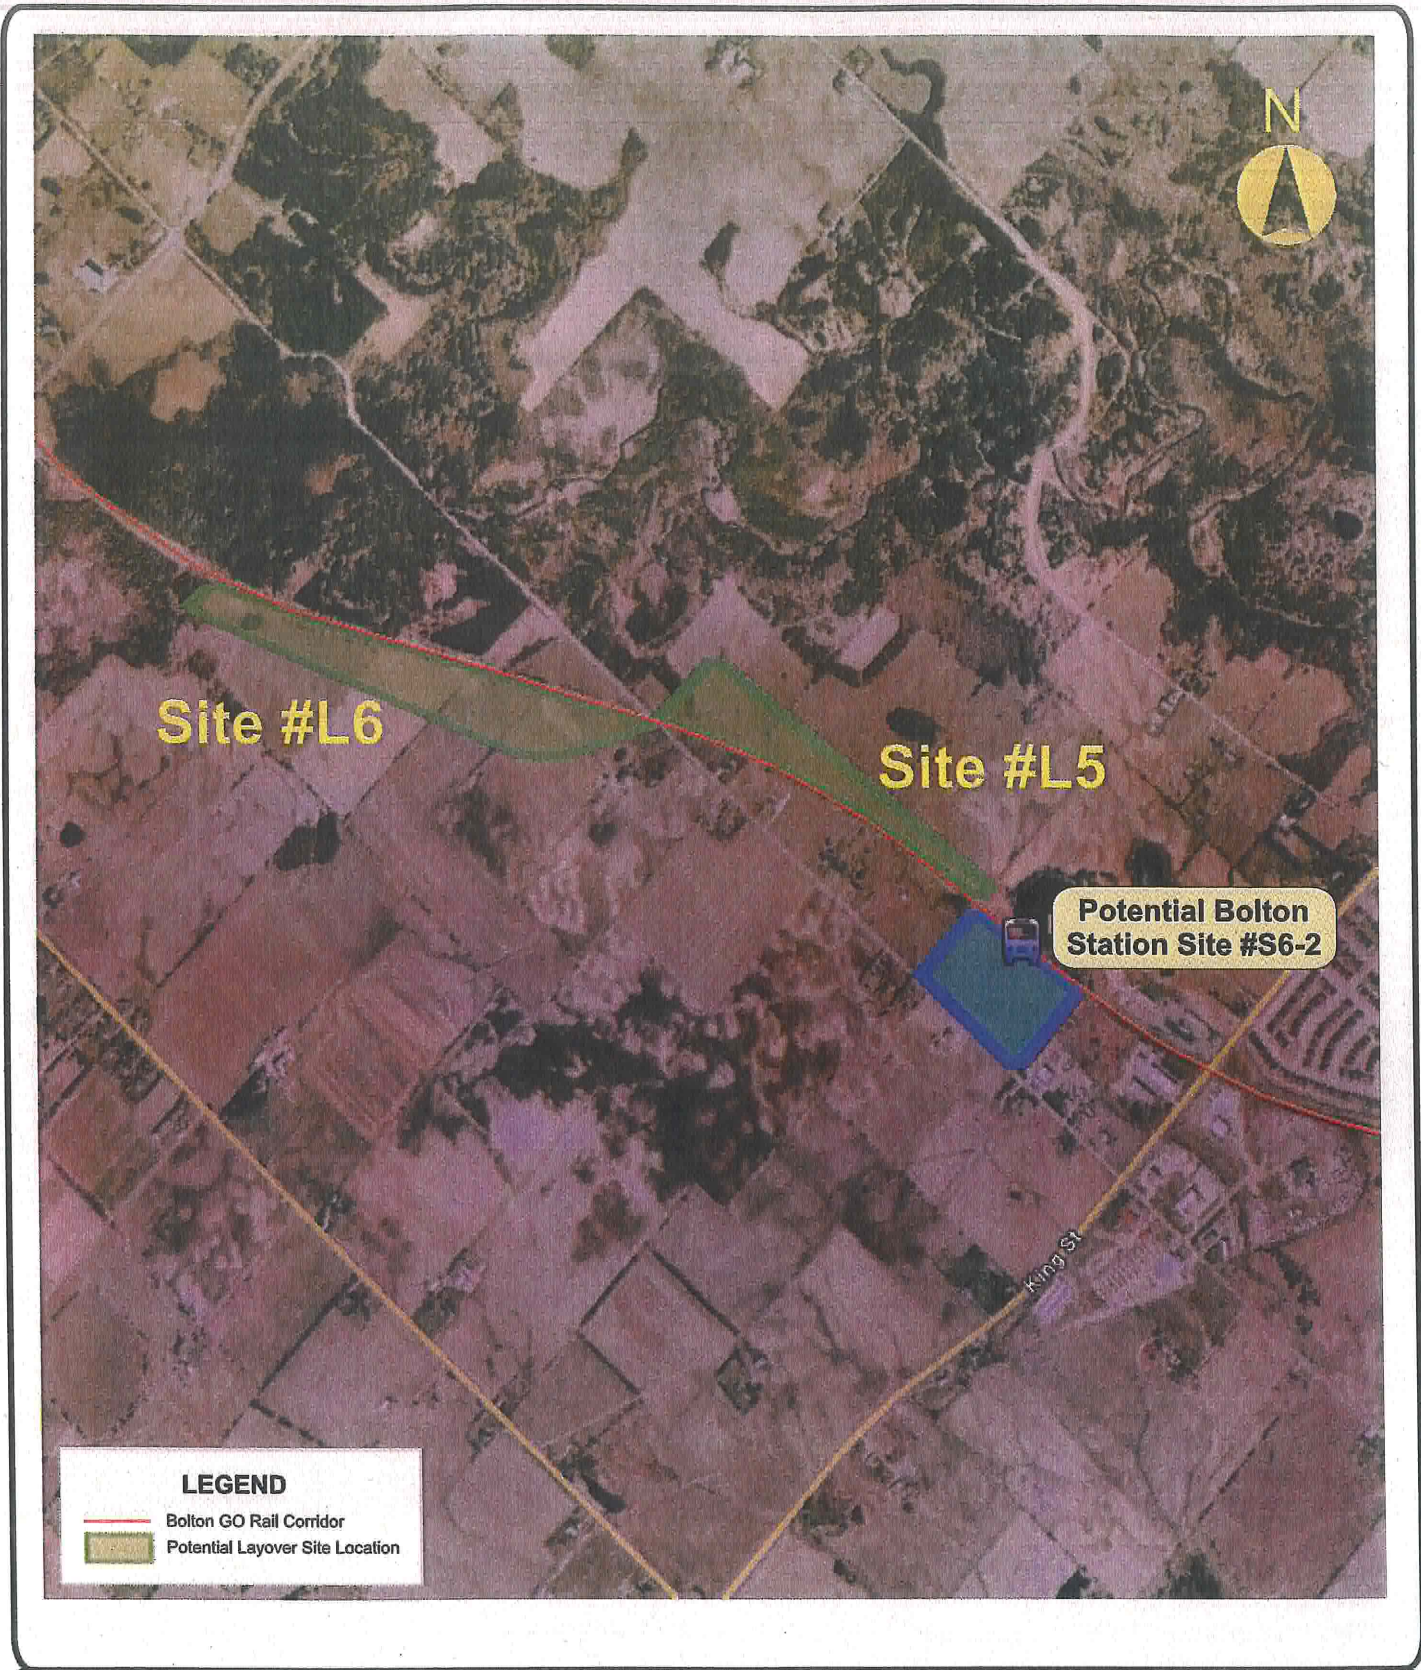 N
Site #L6
Site #L5
Potential Bolton
Station Site #S6-2
King St
LEGEND
Bolton GO Rail Corridor
Potential Layover Site Location